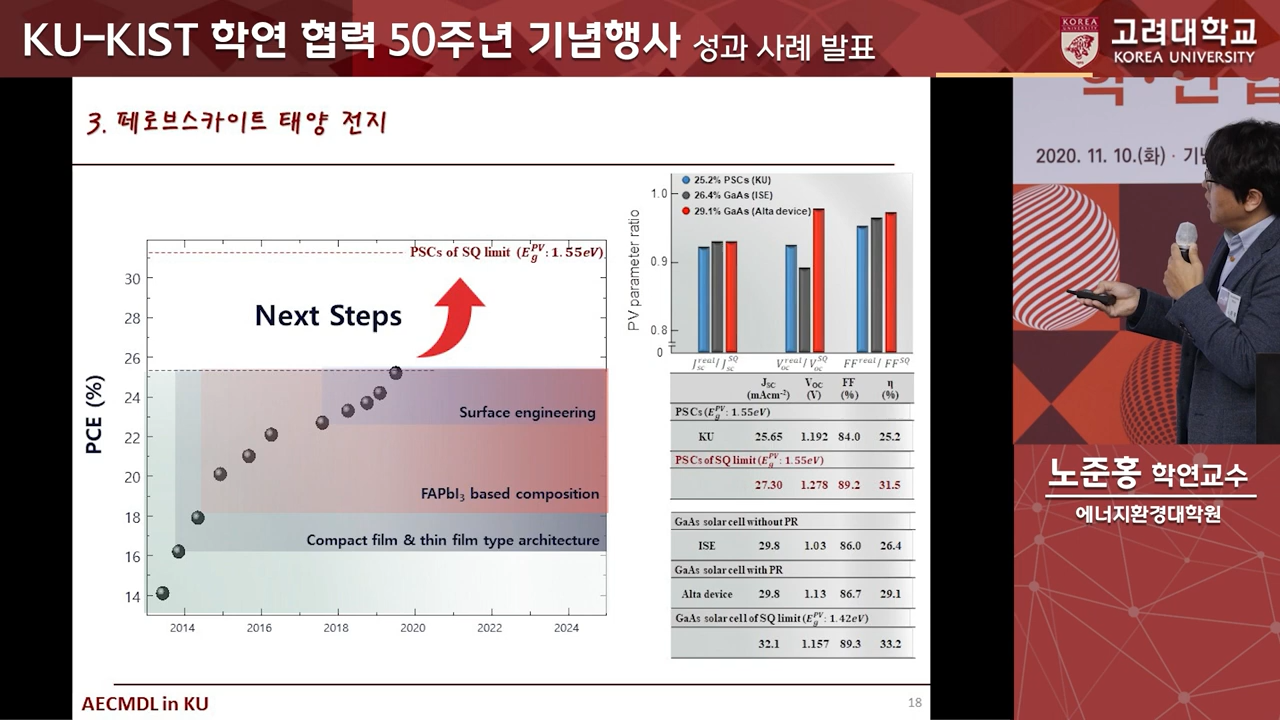 KU-KIST 학연 협력 50주년 기념행사 성과 사례 발표
KOREA
고려대학교
KOREA UNIVERSITY
3. 페로브스카이트 태양 전지
PSCs of SQ limit (E_g^PV: 1.55eV)
Next Steps
Surface engineering
FAPbI3 based composition
Compact film & thin film type architecture
PCE (%)
30
28
26
24
22
20
18
16
14
2014 2016 2018 2020 2022 2024
25.2% PSCs (KU)
26.4% GaAs (ISE)
29.1% GaAs (Alta device)
PV parameter ratio
1.0
0.9
0.8
0
J_sc^real/J_sc^SQ V_oc^real/V_oc^SQ FF^real/FF^SQ
JSC (mAcm-2) VOC (V) FF (%) η (%)
PSCs (E_g^PV: 1.55eV)
KU 25.65 1.192 84.0 25.2
PSCs of SQ limit (E_g^PV: 1.55eV)
27.30 1.278 89.2 31.5
GaAs solar cell without PR
ISE 29.8 1.03 86.0 26.4
GaAs solar cell with PR
Alta device 29.8 1.13 86.7 29.1
GaAs solar cell of SQ limit (E_g^PV: 1.42eV)
32.1 1.157 89.3 33.2
AECMDL in KU
18
학·연 협
2020. 11. 10.(화) · 기념
노준홍 학연교수
에너지환경대학원